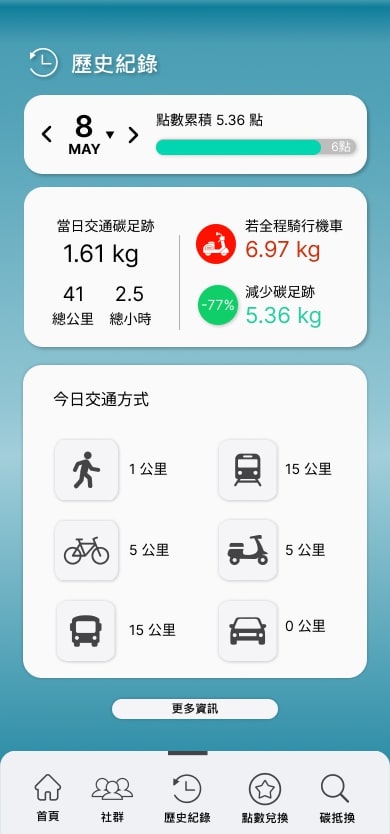 歷史紀錄
8
MAY
點數累積 5.36 點
6點
當日交通碳足跡
1.61 kg
41
2.5
總公里
總小時
若全程騎行機車
6.97 kg
-77%
減少碳足跡
5.36 kg
今日交通方式
1 公里
15 公里
5 公里
5 公里
15 公里
0 公里
更多資訊
首頁
社群
歷史紀錄
點數兌換
碳抵換